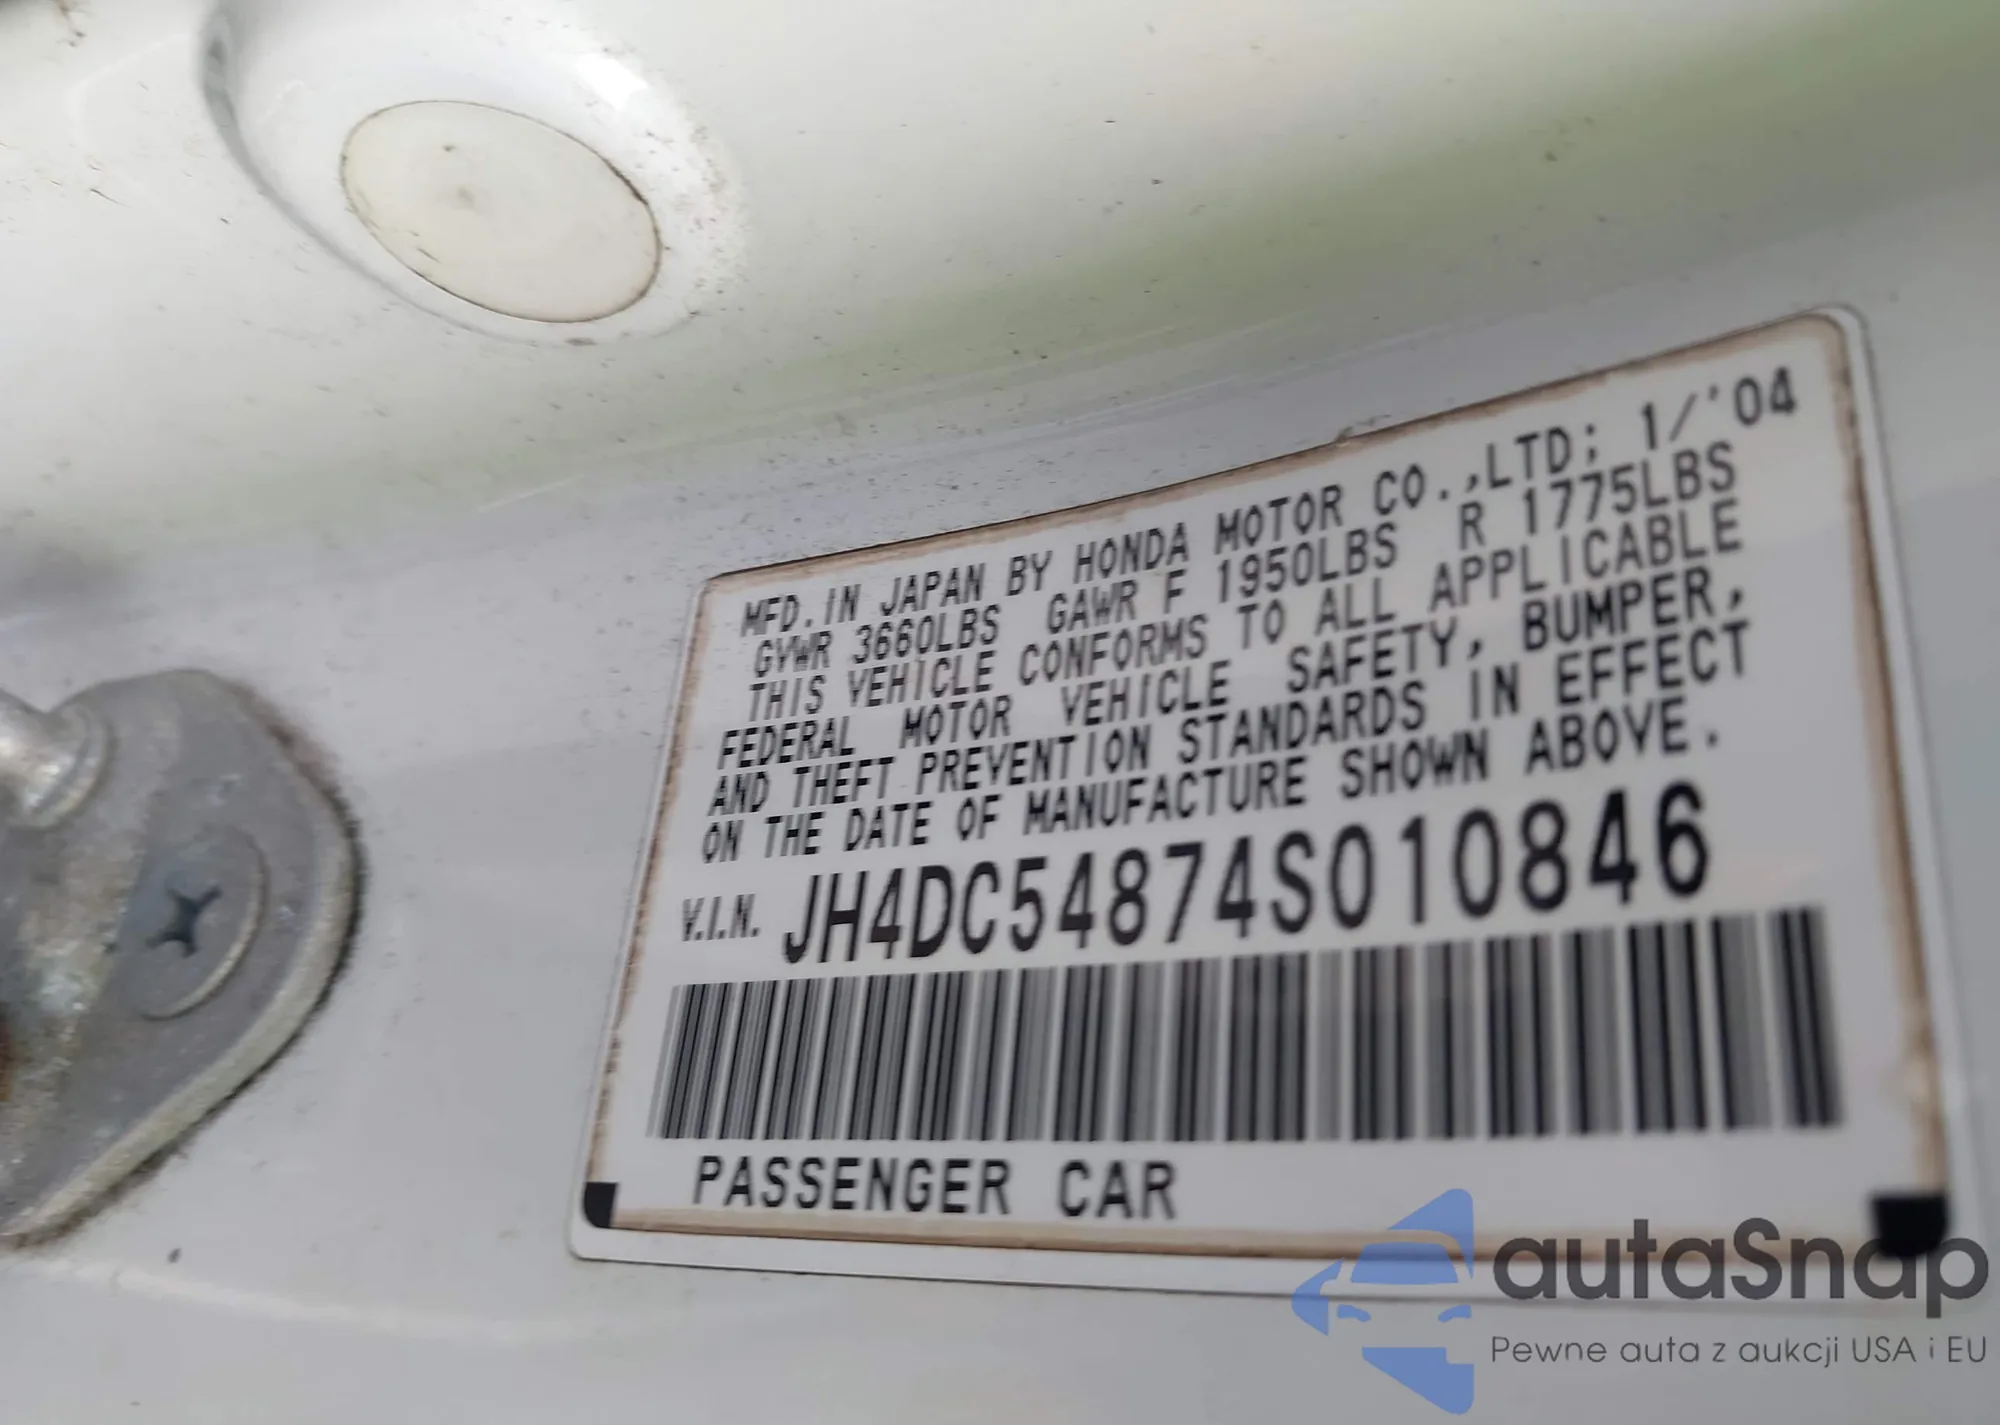 MFD.IN JAPAN BY HONDA MOTOR CO.,LTD; 1/'04
GVWR 3660LBS GAWR F 1950LBS R 1775LBS
THIS VEHICLE CONFORMS TO ALL APPLICABLE
FEDERAL MOTOR VEHICLE SAFETY, BUMPER,
AND THEFT PREVENTION STANDARDS IN EFFECT
ON THE DATE OF MANUFACTURE SHOWN ABOVE.
V.I.N. JH4DC54874S010846
PASSENGER CAR
autaSnap
Pewne auta z aukcji USA i EU